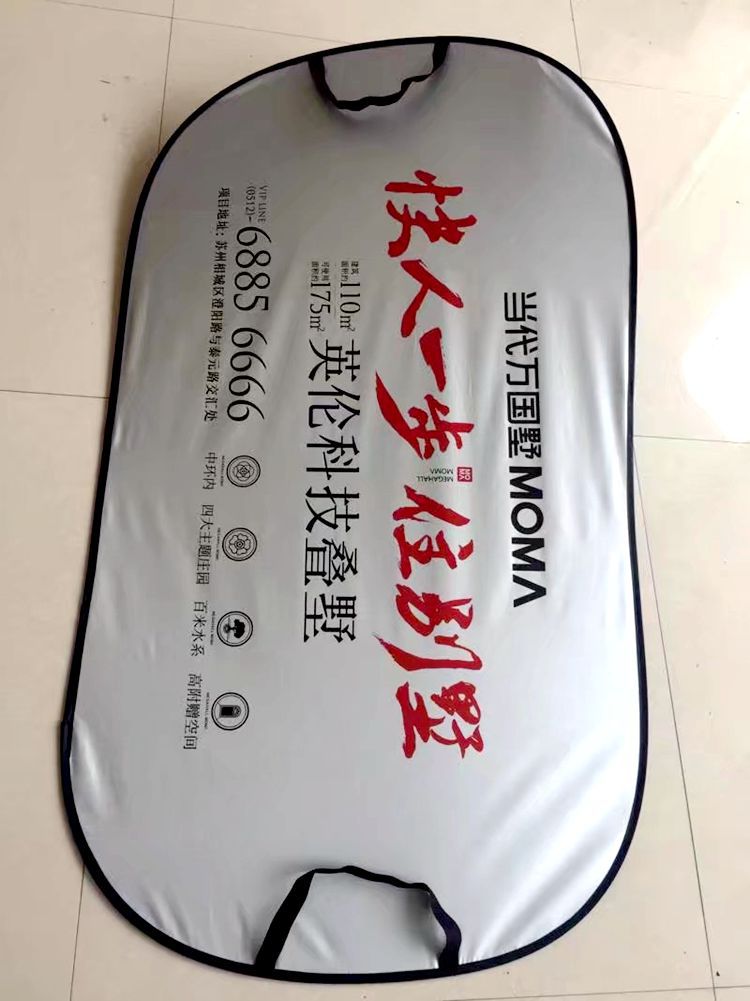 当代万国墅MOMA
快人一步 住别墅
MEGAHALL
MOMA
建筑
面积约110m²
可使用
面积约175m²
英伦科技叠墅
VIP LINE
(0512)-6885 6666
项目地址：苏州相城区澄阳路与泰元路交汇处
中环内 四大主题庄园 百米水系 高附赠空间